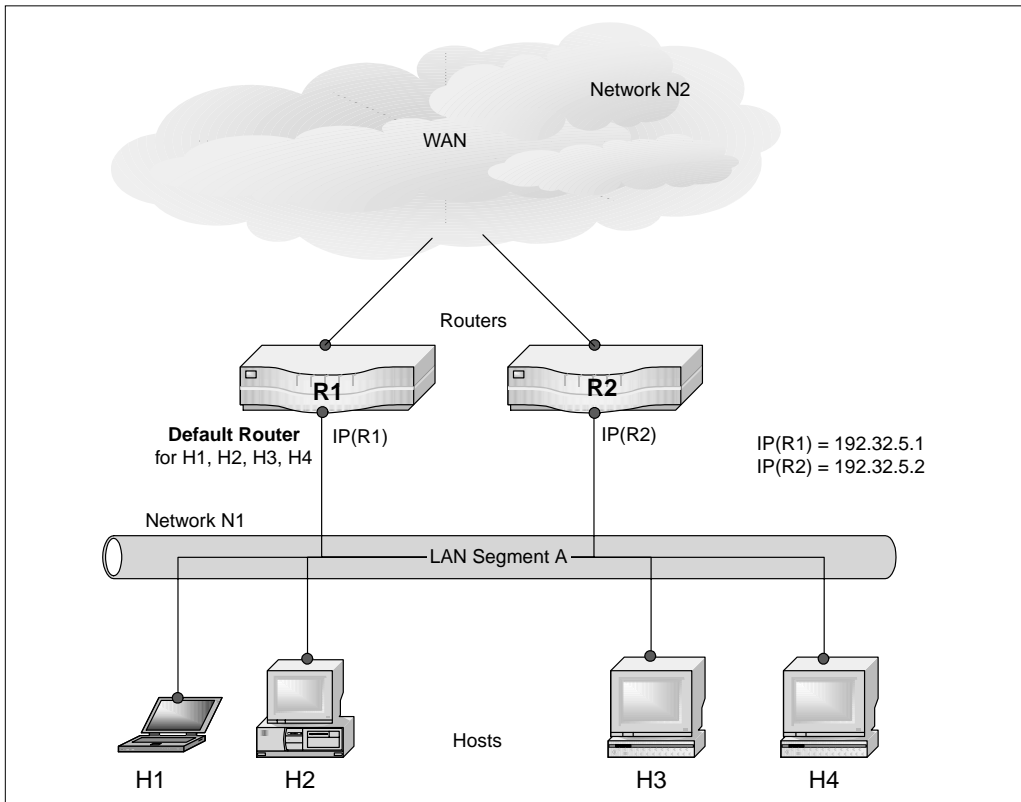 Network N2
WAN
Routers
R1
R2
Default Router
for H1, H2, H3, H4
IP(R1)
IP(R2)
IP(R1) = 192.32.5.1
IP(R2) = 192.32.5.2
Network N1
LAN Segment A
Hosts
H1
H2
H3
H4